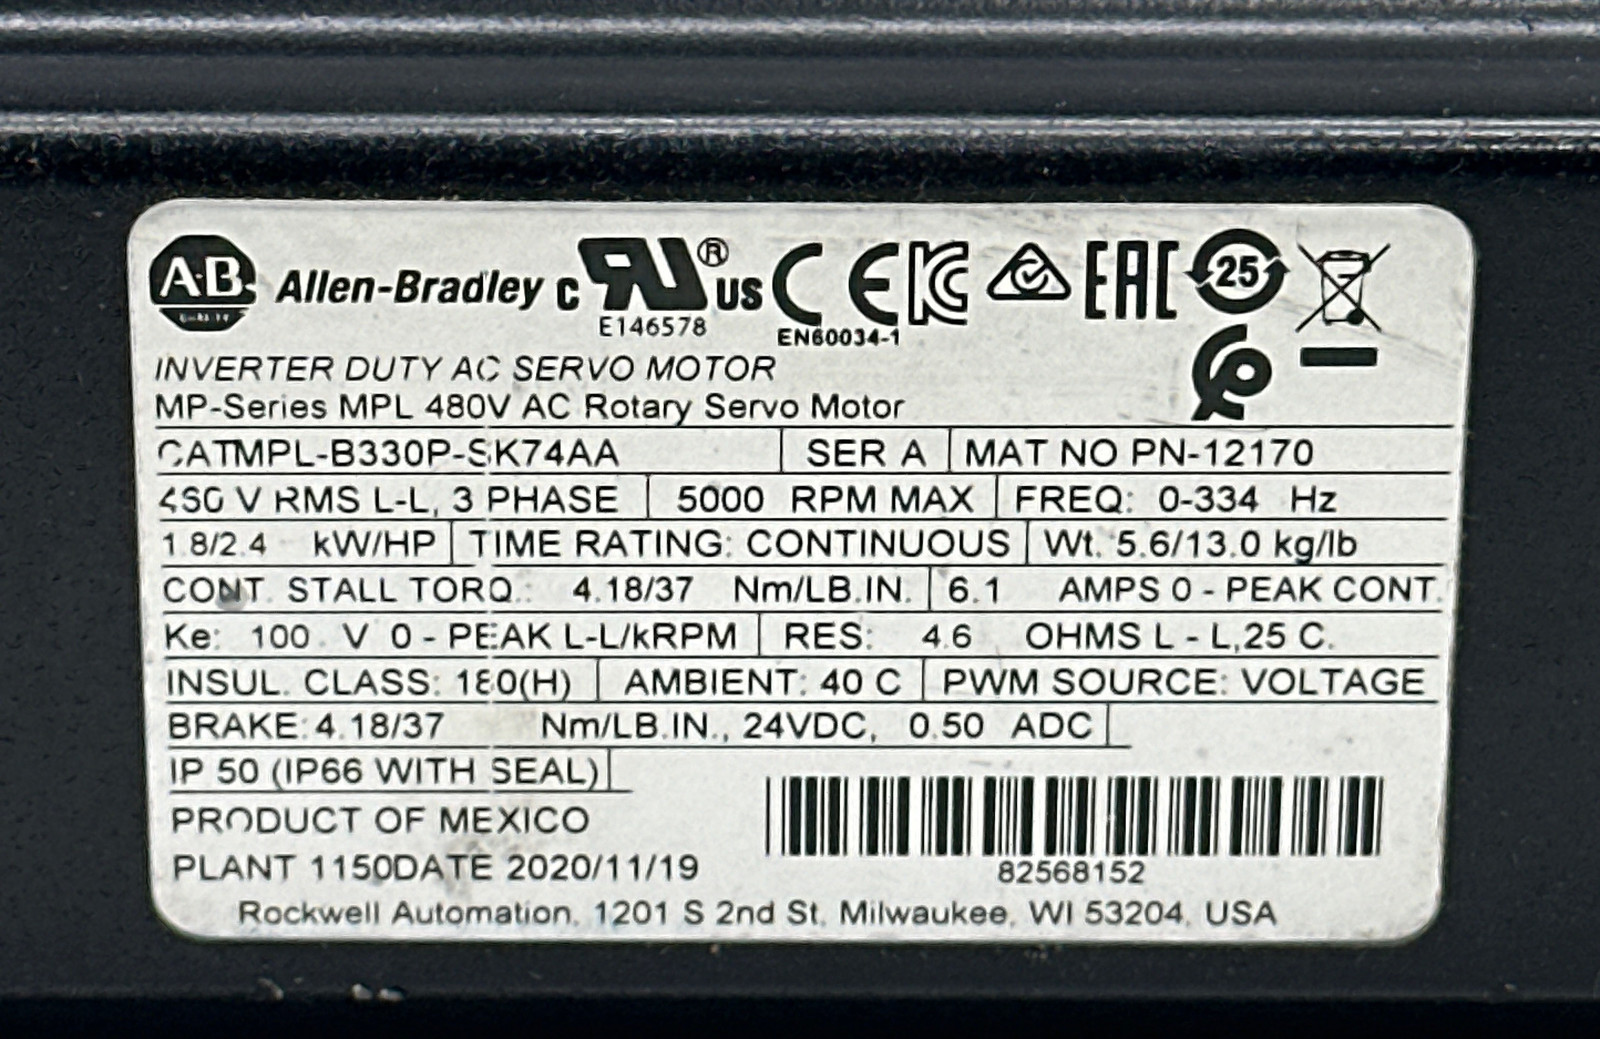 A·B Allen-Bradley c RU® US CE KC EAC 25
E146578 EN60034-1
INVERTER DUTY AC SERVO MOTOR
MP-Series MPL 480V AC Rotary Servo Motor
CATMPL-B330P-SK74AA SER A MAT NO PN-12170
480 V RMS L-L, 3 PHASE 5000 RPM MAX FREQ: 0-334 Hz
1.8/2.4 kW/HP TIME RATING: CONTINUOUS Wt. 5.6/13.0 kg/lb
CONT. STALL TORQ.: 4.18/37 Nm/LB.IN. 6.1 AMPS 0 - PEAK CONT.
Ke: 100 V 0 - PEAK L-L/kRPM RES: 4.6 OHMS L - L,25 C.
INSUL. CLASS: 180(H) AMBIENT: 40 C PWM SOURCE: VOLTAGE
BRAKE: 4.18/37 Nm/LB.IN., 24VDC, 0.50 ADC
IP 50 (IP66 WITH SEAL)
PRODUCT OF MEXICO
PLANT 1150DATE 2020/11/19
82568152
Rockwell Automation, 1201 S 2nd St. Milwaukee, WI 53204, USA